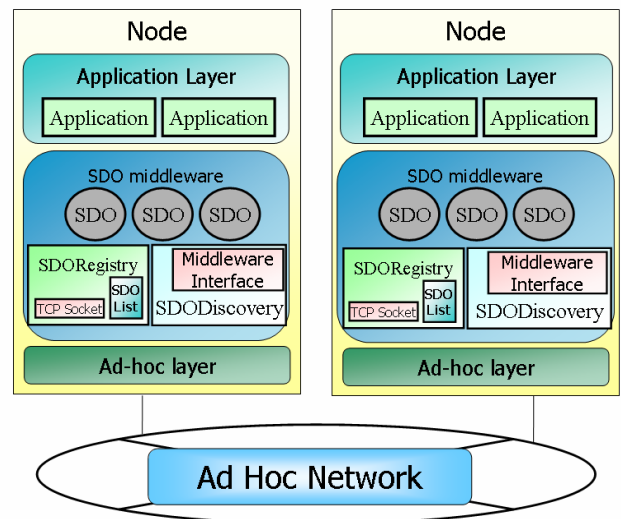 Node
Application Layer
Application Application
SDO middleware
SDO SDO SDO
SDORegistry
TCP Socket
SDO
List
Middleware
Interface
SDODiscovery
Ad-hoc layer
Node
Application Layer
Application Application
SDO middleware
SDO SDO SDO
SDORegistry
TCP Socket
SDO
List
Middleware
Interface
SDODiscovery
Ad-hoc layer
Ad Hoc Network